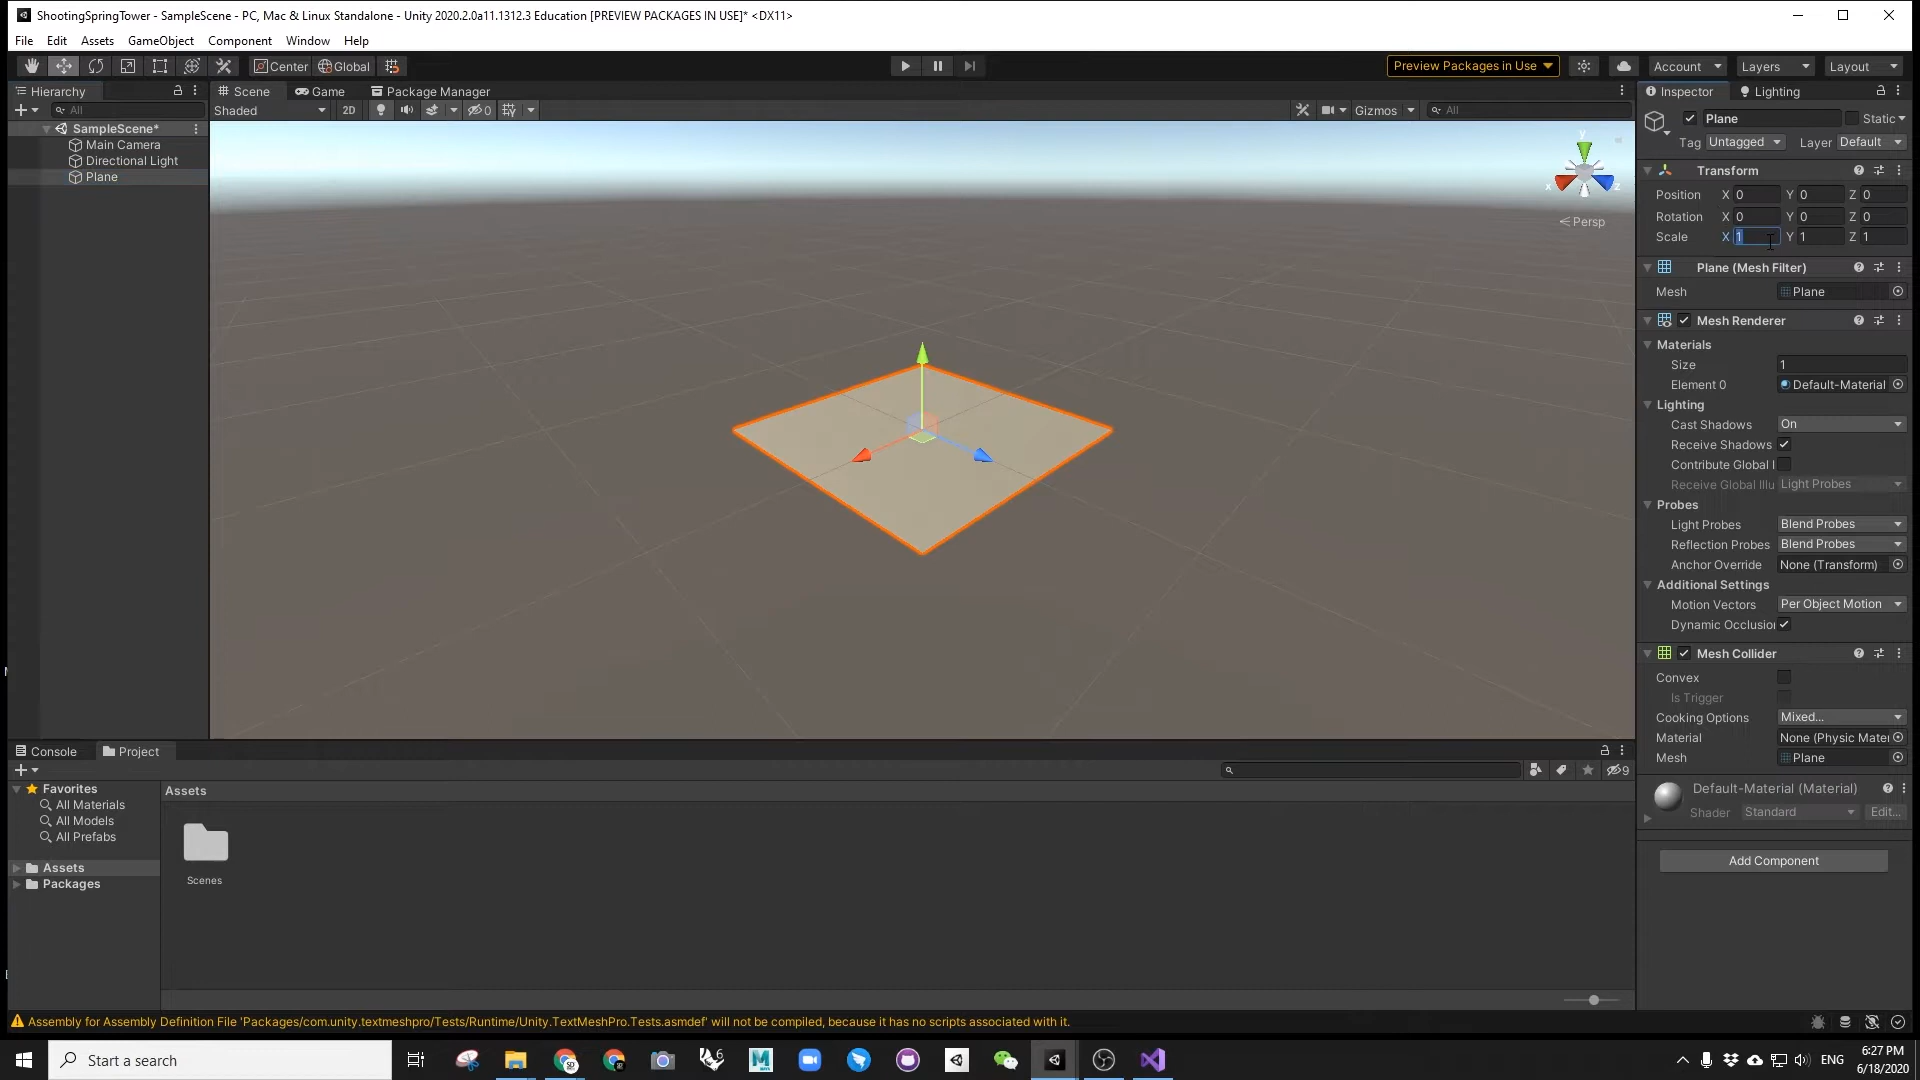 ShootingSpringTower - SampleScene - PC, Mac & Linux Standalone - Unity 2020.2.0a11.1312.3 Education [PREVIEW PACKAGES IN USE]* <DX11>
File Edit Assets GameObject Component Window Help
Center Global Preview Packages in Use Account Layers Layout
Hierarchy
All
SampleScene*
Main Camera
Directional Light
Plane
Scene Game Package Manager
Shaded 2D 0 Gizmos All
y
x z
Persp
Inspector Lighting
Plane Static
Tag Untagged Layer Default
Transform
Position X 0 Y 0 Z 0
Rotation X 0 Y 0 Z 0
Scale X 1 Y 1 Z 1
Plane (Mesh Filter)
Mesh Plane
Mesh Renderer
Materials
Size 1
Element 0 Default-Material
Lighting
Cast Shadows On
Receive Shadows
Contribute Global I
Receive Global Illu Light Probes
Probes
Light Probes Blend Probes
Reflection Probes Blend Probes
Anchor Override None (Transform)
Additional Settings
Motion Vectors Per Object Motion
Dynamic Occlusion
Mesh Collider
Convex
Is Trigger
Cooking Options Mixed...
Material None (Physic Mater
Mesh Plane
Default-Material (Material)
Shader Standard Edit...
Add Component
Console Project
9
Favorites
All Materials
All Models
All Prefabs
Assets
Packages
Assets
Scenes
Assembly for Assembly Definition File 'Packages/com.unity.textmeshpro/Tests/Runtime/Unity.TextMeshPro.Tests.asmdef' will not be compiled, because it has no scripts associated with it.
Start a search
6
ENG
6:27 PM
6/18/2020